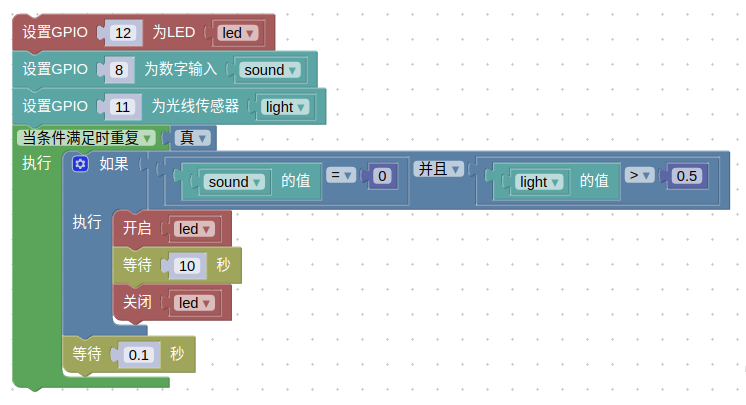 设置GPIO 12 为LED led
设置GPIO 8 为数字输入 sound
设置GPIO 11 为光线传感器 light
当条件满足时重复 真
执行 如果 sound 的值 = 0 并且 light 的值 > 0.5
执行 开启 led
等待 10 秒
关闭 led
等待 0.1 秒